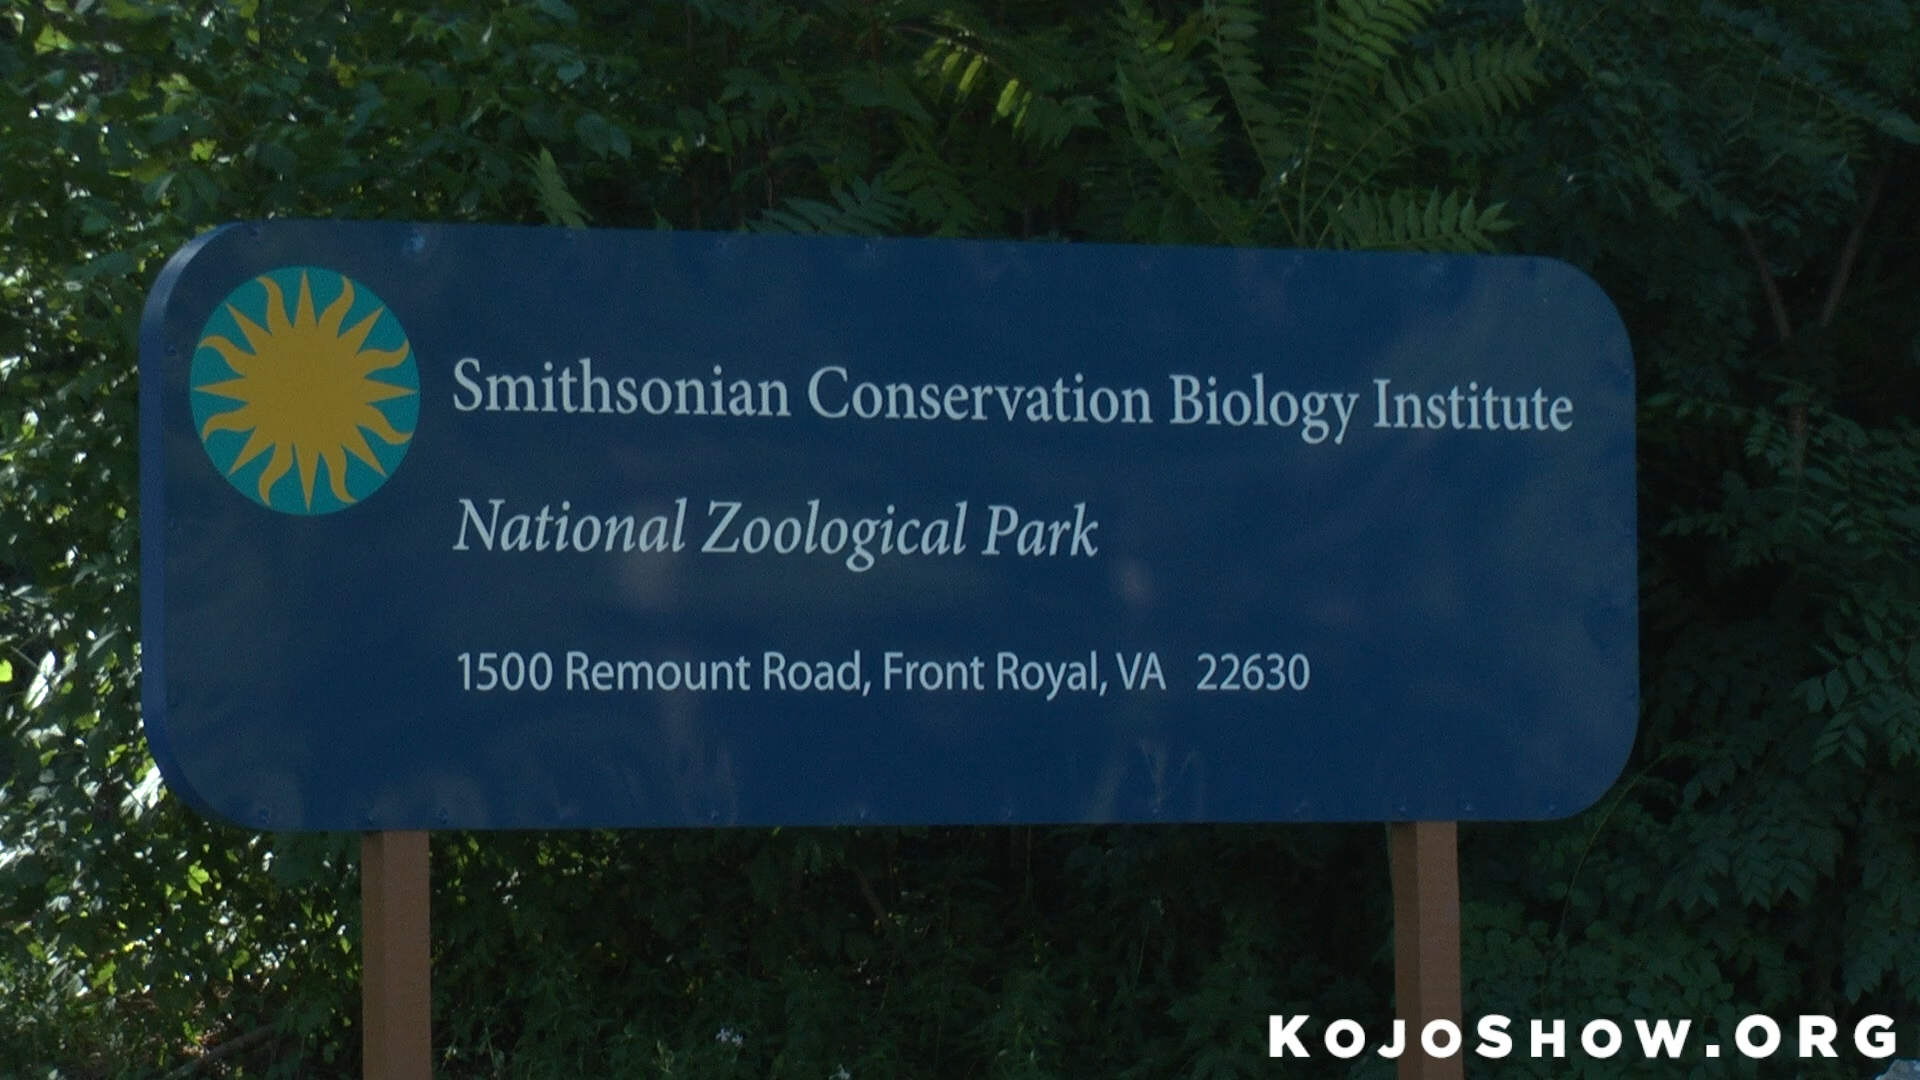 Smithsonian Conservation Biology Institute
National Zoological Park
1500 Remount Road, Front Royal, VA 22630
KOJOSHOW.ORG